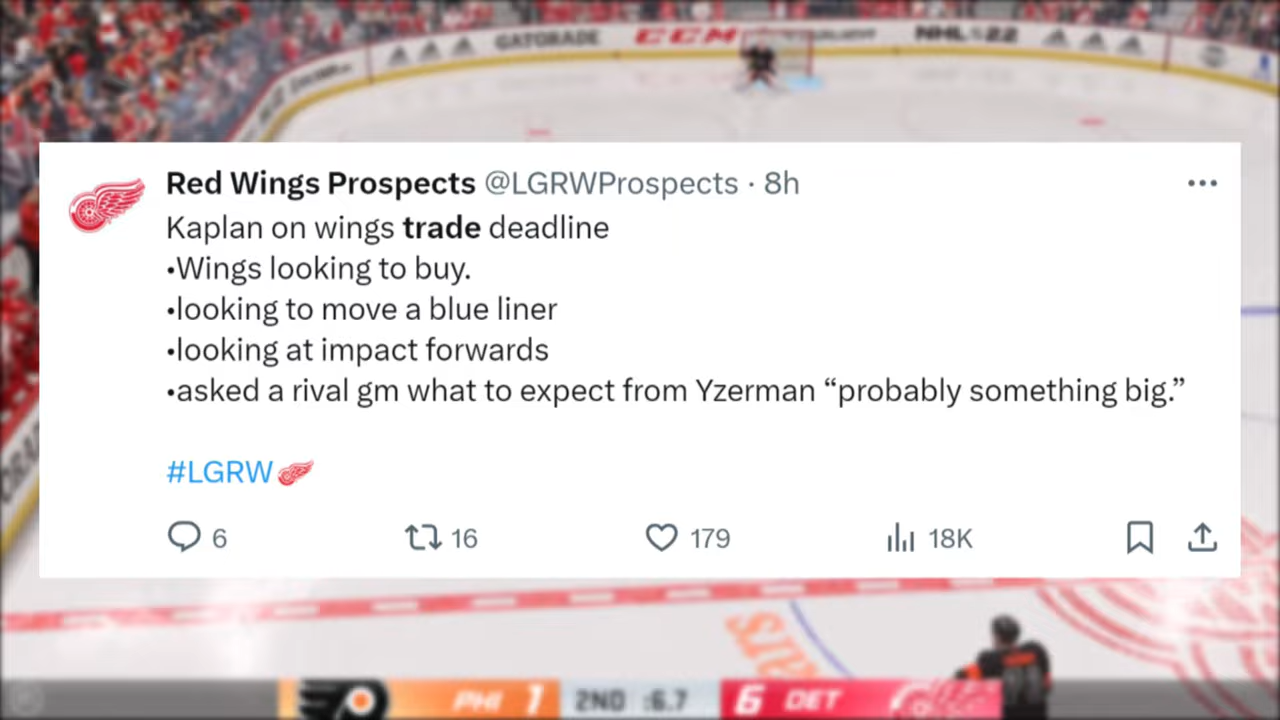 GATORADE CCM NHL 22
Red Wings Prospects @LGRWProspects · 8h
Kaplan on wings trade deadline
•Wings looking to buy.
•looking to move a blue liner
•looking at impact forwards
•asked a rival gm what to expect from Yzerman “probably something big.”
#LGRW
6 16 179 18K
PHI 1 2ND :6.7 6 DET